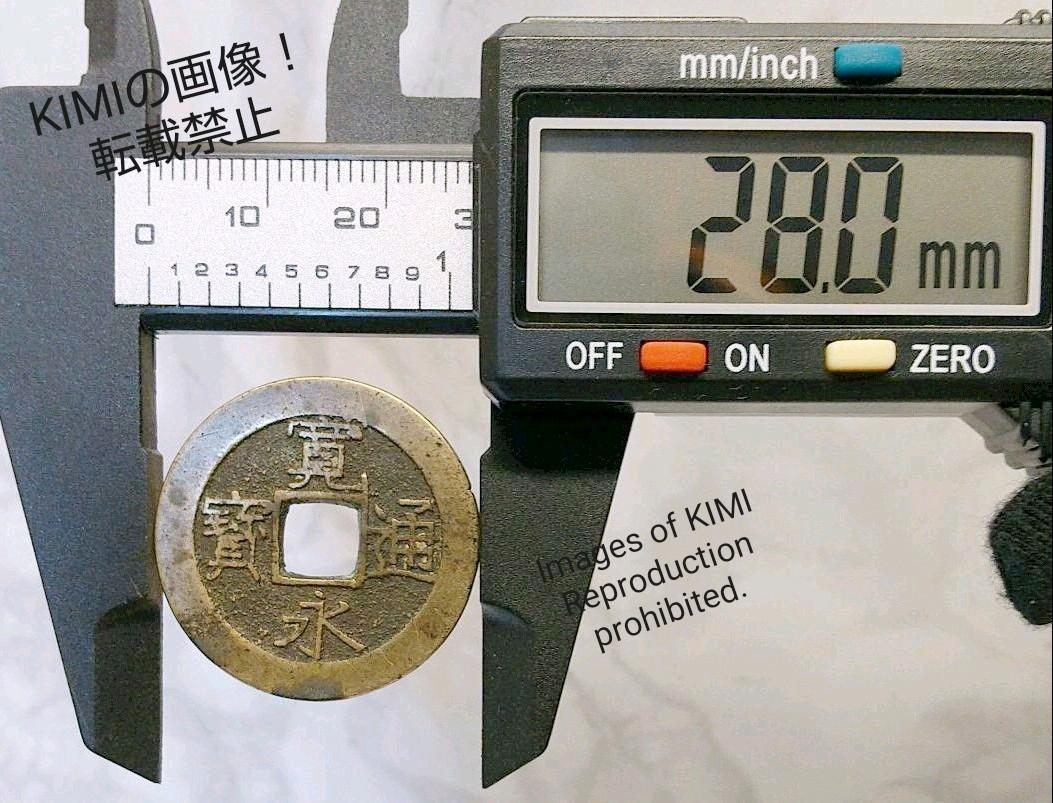 KIMIの画像！
転載禁止
mm/inch
28.0 mm
0 10 20 3
1 2 3 4 5 6 7 8 9 1
OFF ON ZERO
寛
寳 通
永
Images of KIMI
Reproduction
prohibited.